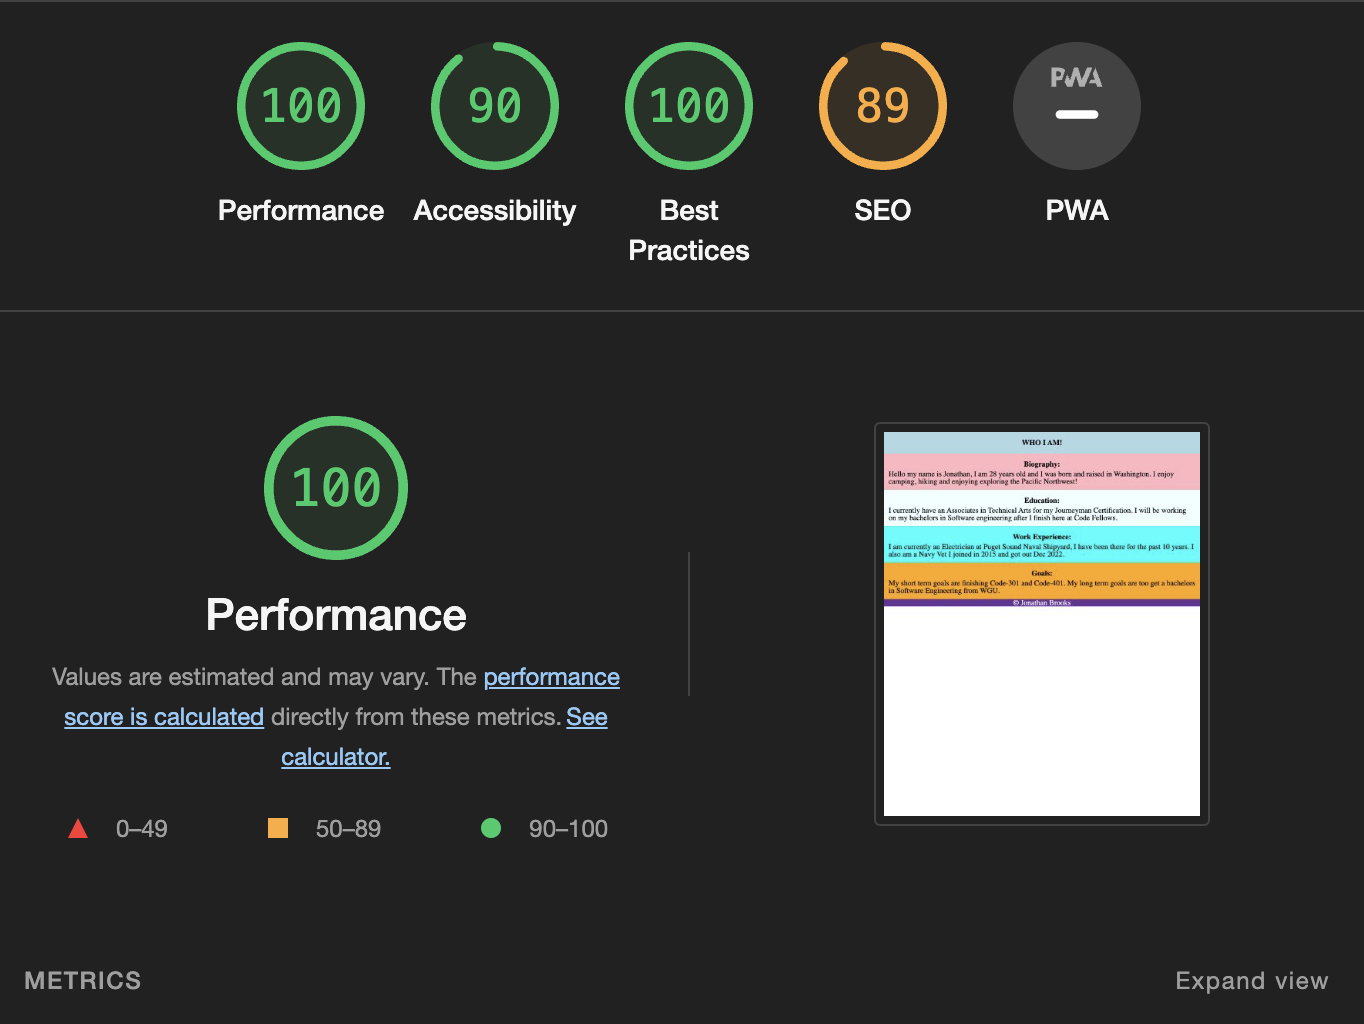 100
90
100
89
PWA
Performance
Accessibility
Best
Practices
SEO
PWA
100
Performance
Values are estimated and may vary. The performance
score is calculated directly from these metrics. See
calculator.
0–49
50–89
90–100
WHO I AM!
Biography:
Hello my name is Jonathan, I am 28 years old and I was born and raised in Washington. I enjoy
camping, hiking and enjoying exploring the Pacific Northwest!
Education:
I currently have an Associates in Technical Arts for my Journeyman Certification. I will be working
on my bachelors in Software engineering after I finish here at Code Fellows.
Work Experience:
I am currently an Electrician at Puget Sound Naval Shipyard, I have been there for the past 10 years. I
also am a Navy Vet I joined in 2015 and got out Dec 2022.
Goals:
My short term goals are finishing Code-301 and Code-401. My long term goals are too get a bachelors
in Software Engineering from WGU.
© Jonathan Brooks
METRICS
Expand view